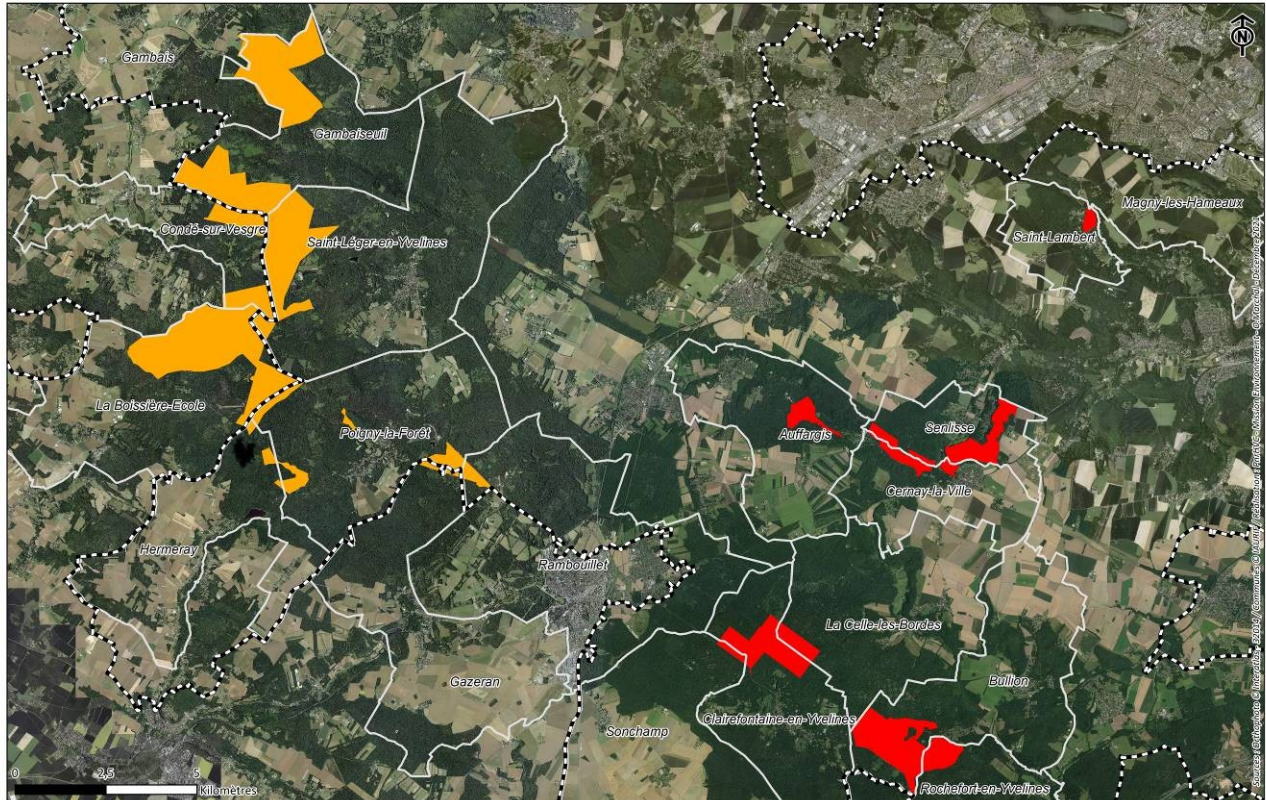 N
Gambais
Gambaiseuil
Condé-sur-Vesgre
Saint-Léger-en-Yvelines
Magny-les-Hameaux
Saint-Lambert
La Boissière-Ecole
Poigny-la-Forêt
Auffargis
Senlisse
Cernay-la-Ville
Hermeray
Rambouillet
La Celle-les-Bordes
Gazeran
Bullion
Clairefontaine-en-Yvelines
Sonchamp
Rochefort-en-Yvelines
0 2,5 5
Kilomètres